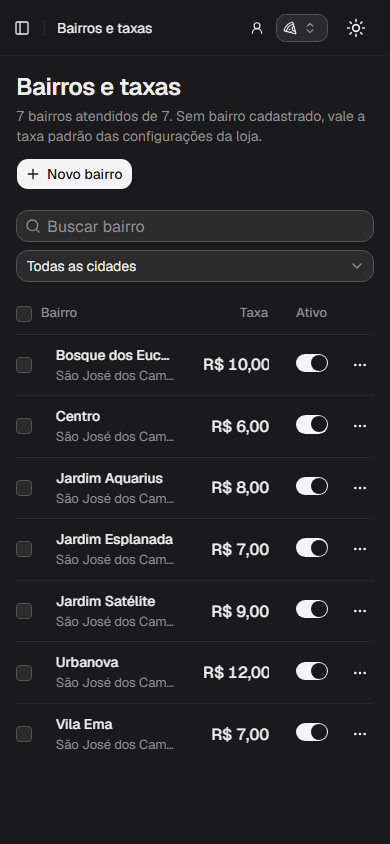 Bairros e taxas
Bairros e taxas
7 bairros atendidos de 7. Sem bairro cadastrado, vale a
taxa padrão das configurações da loja.
Novo bairro
Buscar bairro
Todas as cidades
Bairro Taxa Ativo
Bosque dos Euc... R$ 10,00
São José dos Cam...
Centro R$ 6,00
São José dos Cam...
Jardim Aquarius R$ 8,00
São José dos Cam...
Jardim Esplanada R$ 7,00
São José dos Cam...
Jardim Satélite R$ 9,00
São José dos Cam...
Urbanova R$ 12,00
São José dos Cam...
Vila Ema R$ 7,00
São José dos Cam...